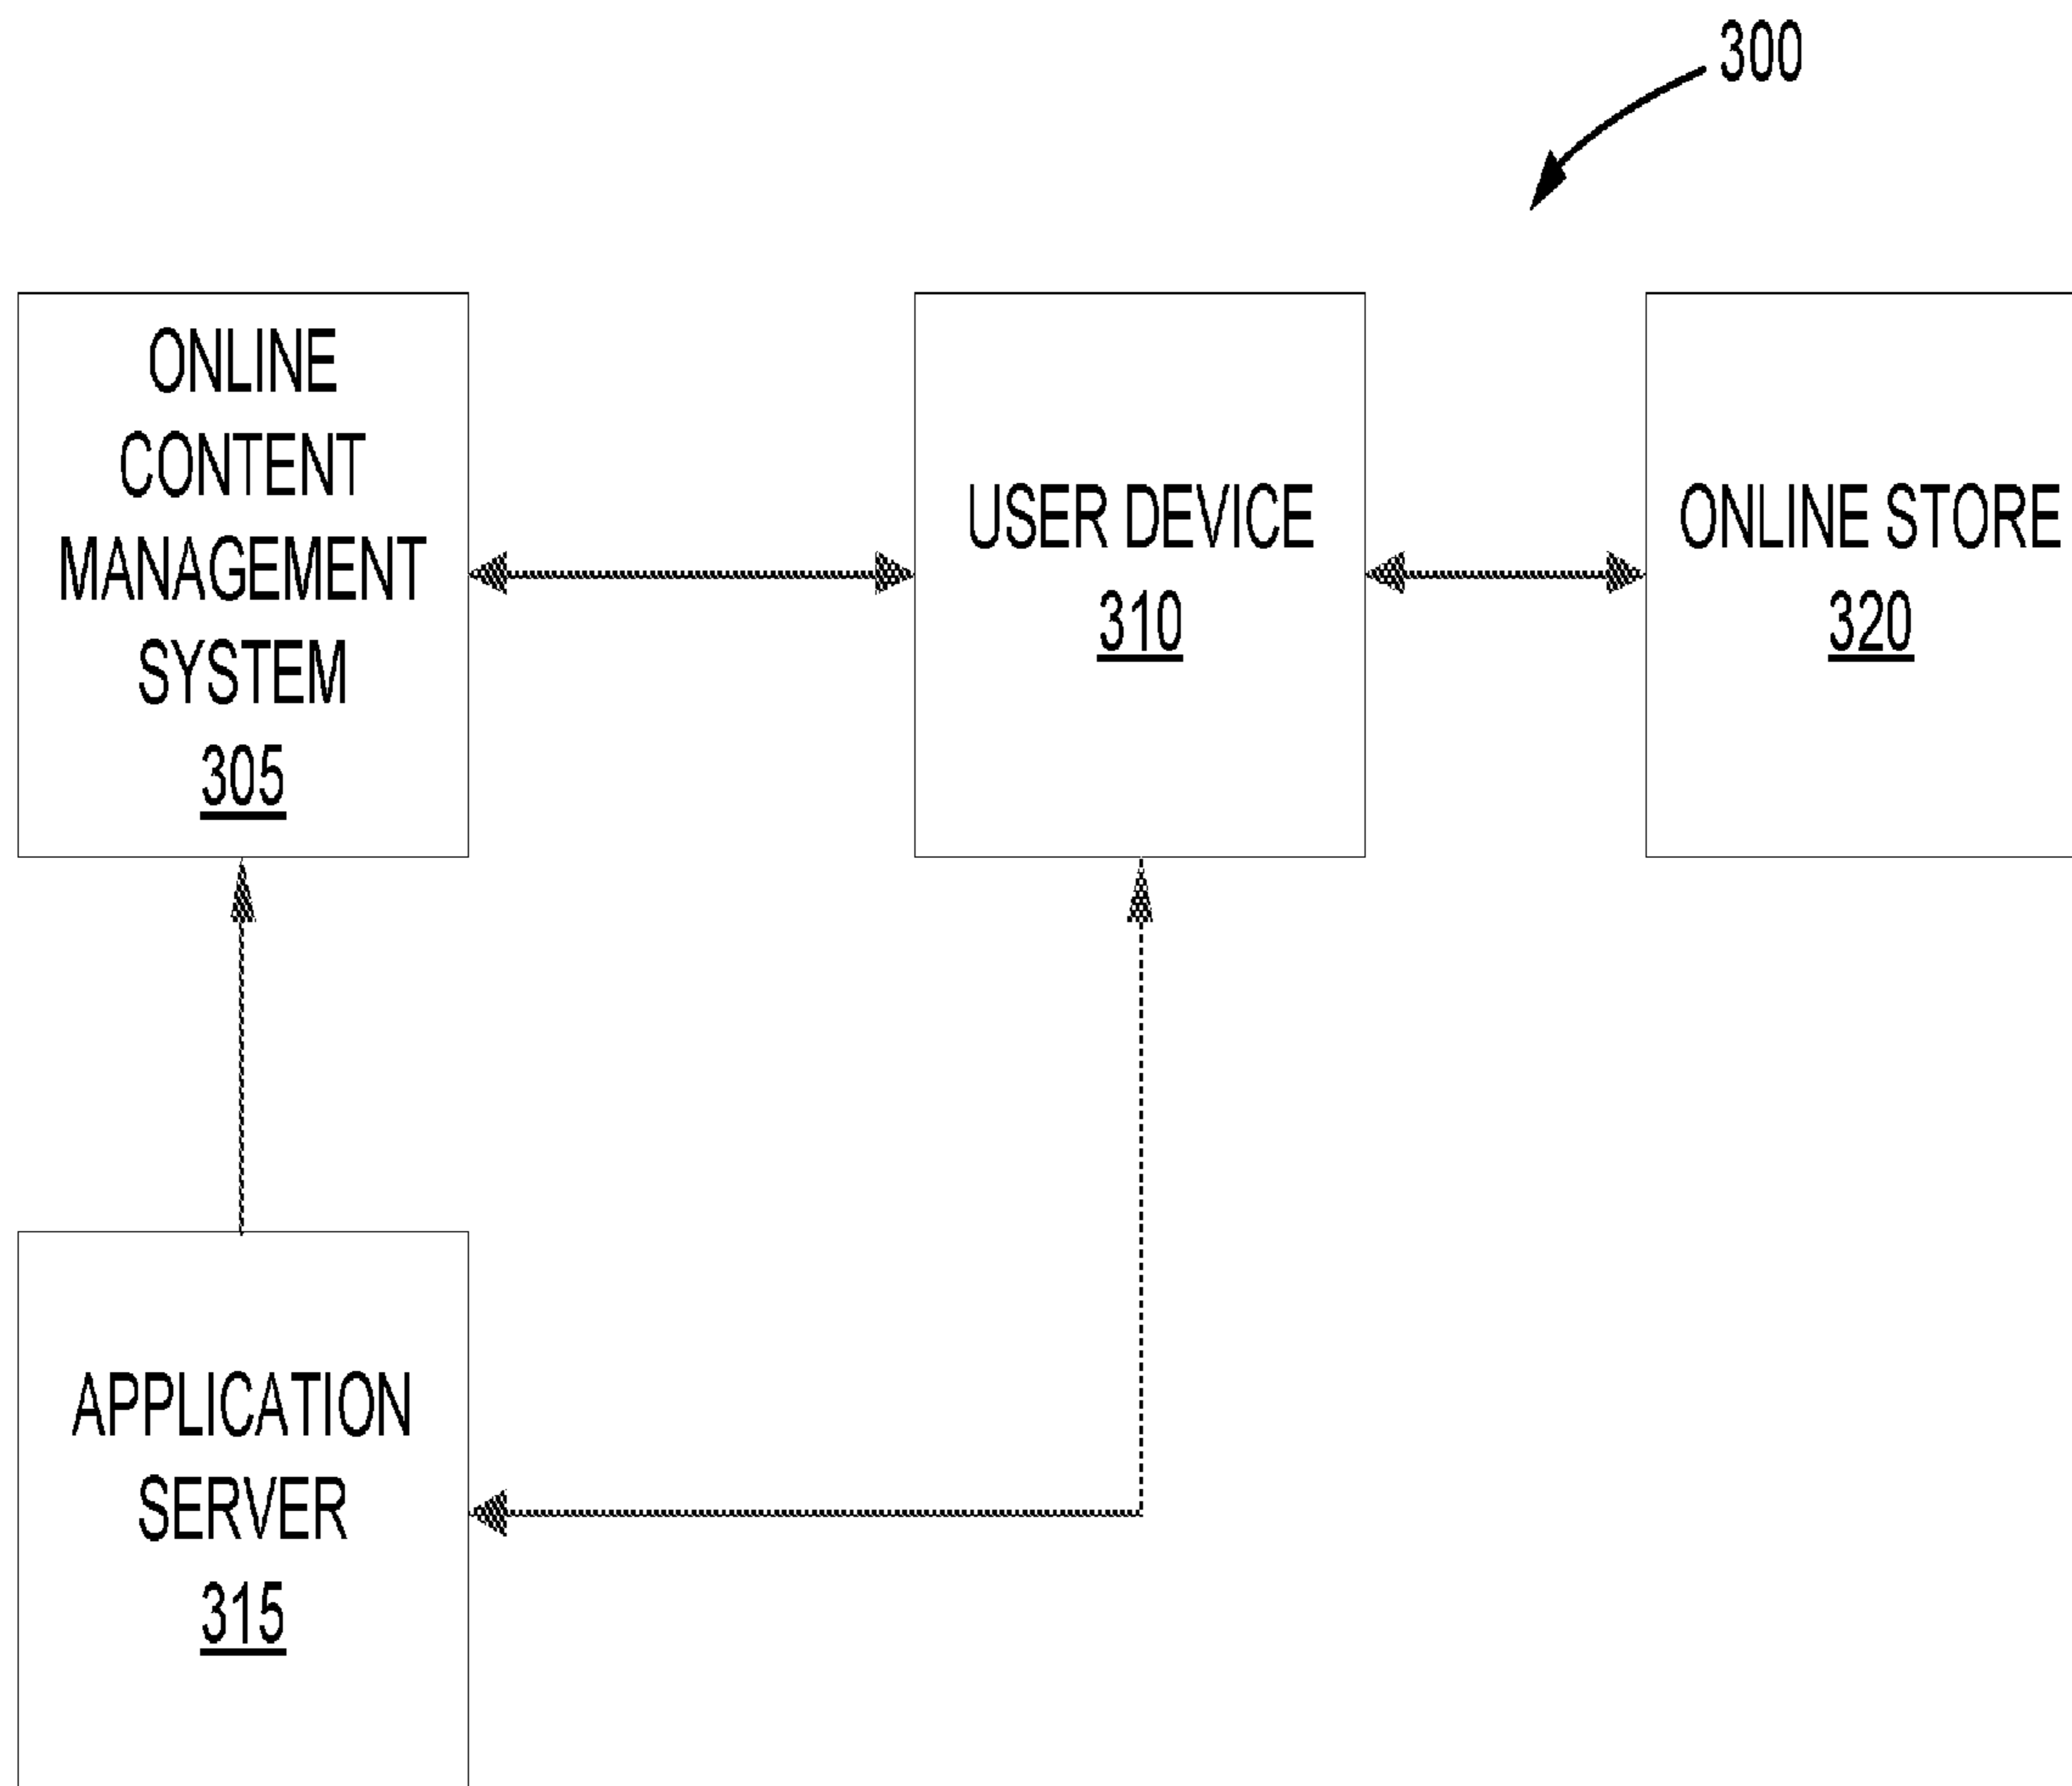 300
ONLINE
CONTENT
MANAGEMENT
SYSTEM
305
USER DEVICE
310
ONLINE STORE
320
APPLICATION
SERVER
315